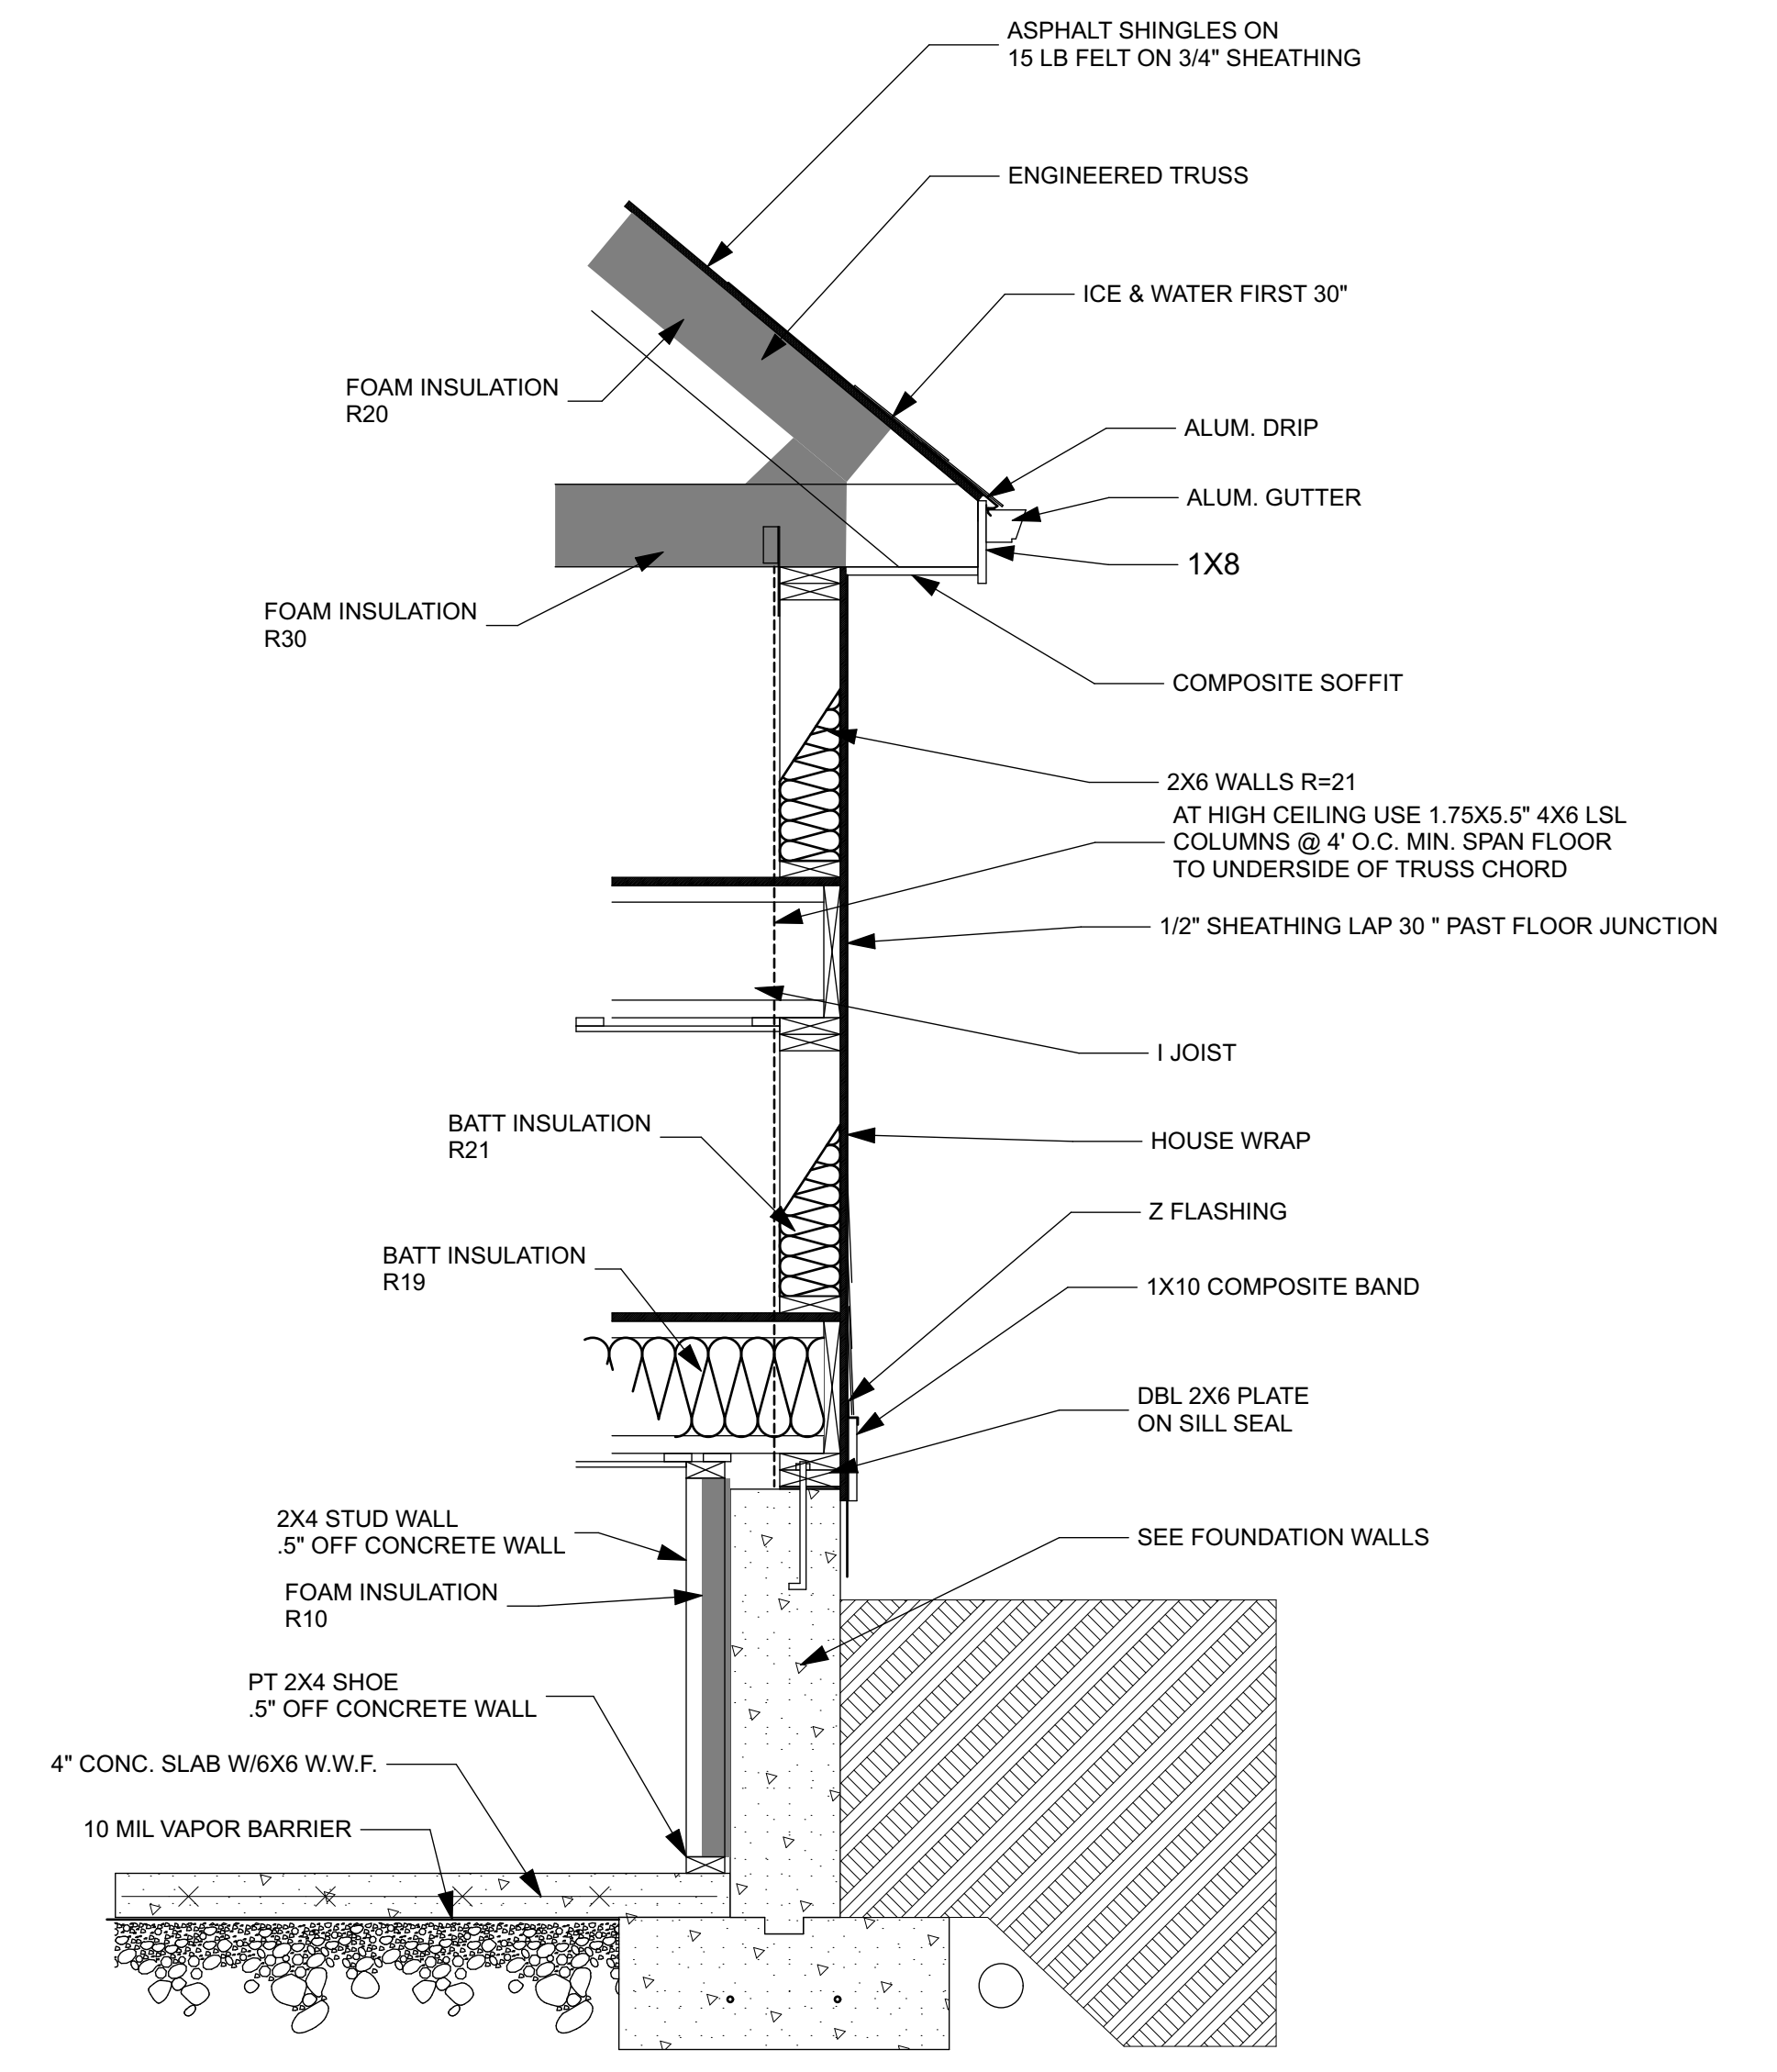 ASPHALT SHINGLES ON
15 LB FELT ON 3/4" SHEATHING
ENGINEERED TRUSS
ICE & WATER FIRST 30"
FOAM INSULATION
R20
ALUM. DRIP
ALUM. GUTTER
1X8
FOAM INSULATION
R30
COMPOSITE SOFFIT
2X6 WALLS R=21
AT HIGH CEILING USE 1.75X5.5" 4X6 LSL
COLUMNS @ 4' O.C. MIN. SPAN FLOOR
TO UNDERSIDE OF TRUSS CHORD
1/2" SHEATHING LAP 30 " PAST FLOOR JUNCTION
I JOIST
BATT INSULATION
R21
HOUSE WRAP
Z FLASHING
BATT INSULATION
R19
1X10 COMPOSITE BAND
DBL 2X6 PLATE
ON SILL SEAL
2X4 STUD WALL
.5" OFF CONCRETE WALL
SEE FOUNDATION WALLS
FOAM INSULATION
R10
PT 2X4 SHOE
.5" OFF CONCRETE WALL
4" CONC. SLAB W/6X6 W.W.F.
10 MIL VAPOR BARRIER